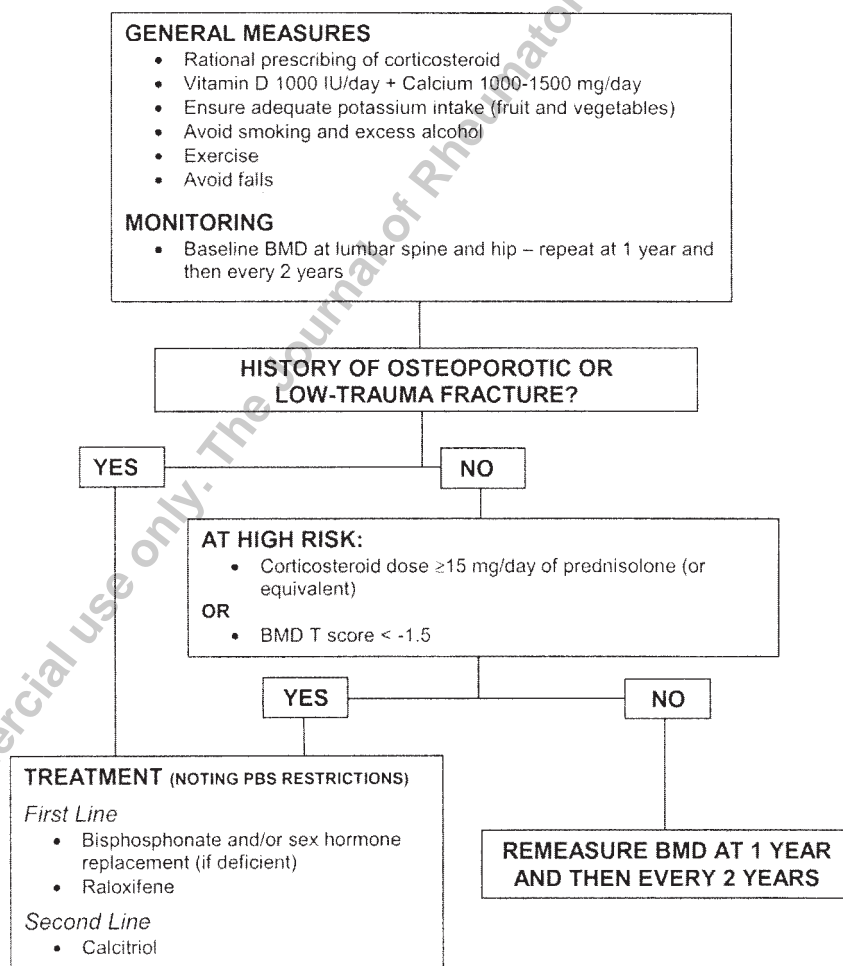 GENERAL MEASURES
• Rational prescribing of corticosteroid
• Vitamin D 1000 IU/day + Calcium 1000-1500 mg/day
• Ensure adequate potassium intake (fruit and vegetables)
• Avoid smoking and excess alcohol
• Exercise
• Avoid falls
MONITORING
• Baseline BMD at lumbar spine and hip – repeat at 1 year and
then every 2 years
HISTORY OF OSTEOPOROTIC OR
LOW-TRAUMA FRACTURE?
YES
NO
AT HIGH RISK:
• Corticosteroid dose ≥15 mg/day of prednisolone (or
equivalent)
OR
• BMD T score < -1.5
YES
NO
TREATMENT (NOTING PBS RESTRICTIONS)
First Line
• Bisphosphonate and/or sex hormone
replacement (if deficient)
• Raloxifene
Second Line
• Calcitriol
REMEASURE BMD AT 1 YEAR
AND THEN EVERY 2 YEARS
use only. The Journal of